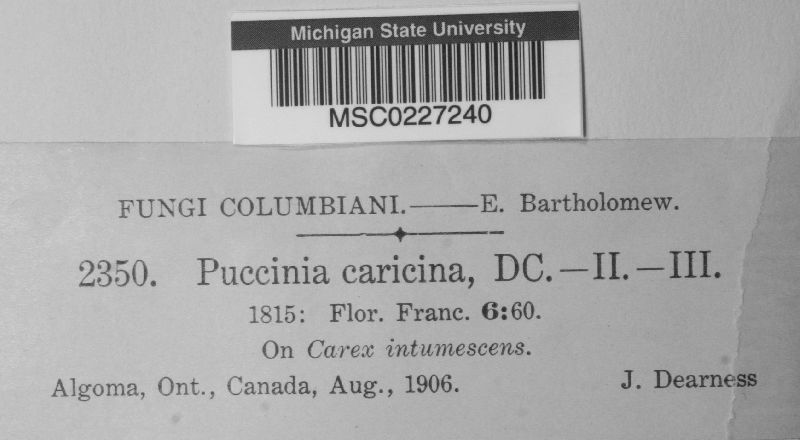 Michigan State University
MSC0227240
FUNGI COLUMBIANI.——E. Bartholomew.
2350. Puccinia caricina, DC.—II.—III.
1815: Flor. Franc. 6:60.
On Carex intumescens.
Algoma, Ont., Canada, Aug., 1906. J. Dearness